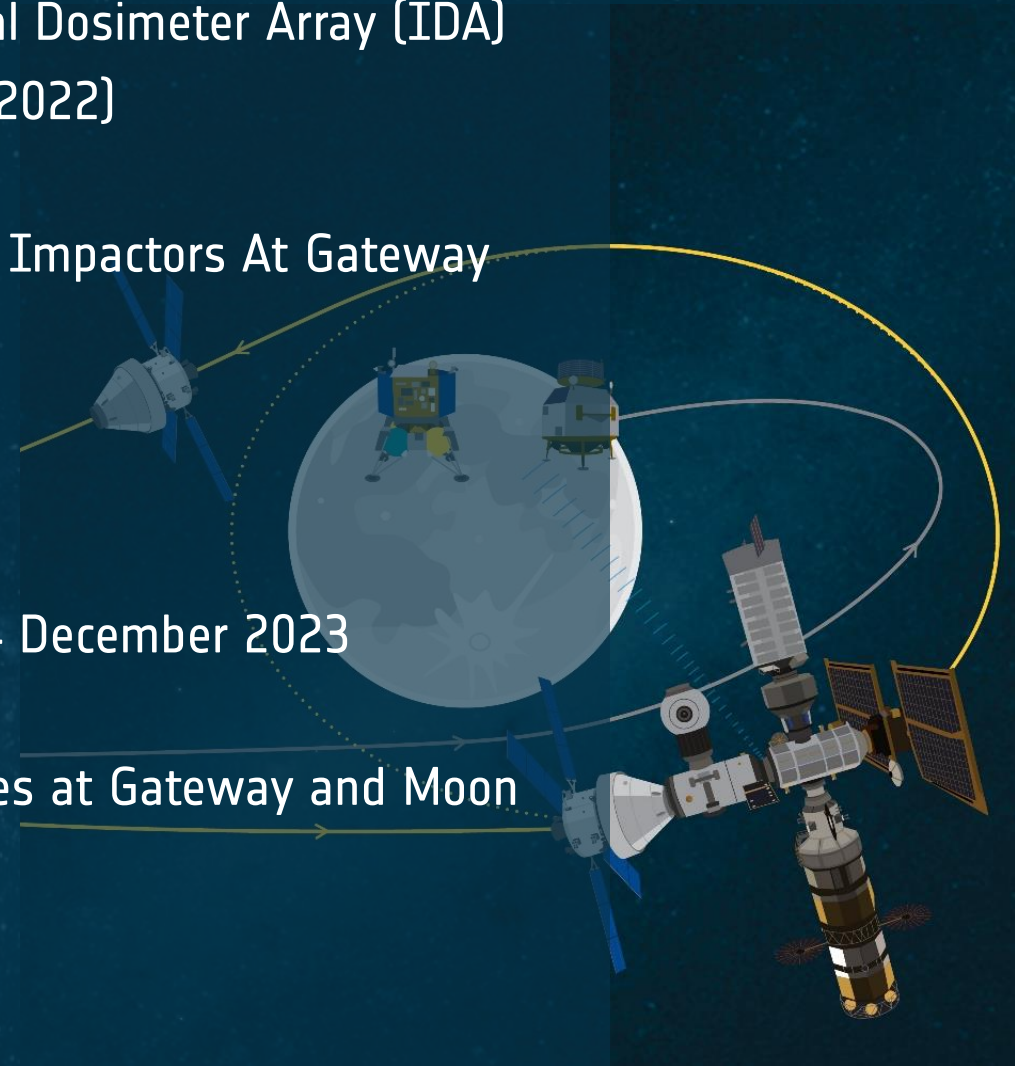 al Dosimeter Array (IDA)
2022)
Impactors At Gateway
December 2023
es at Gateway and Moon